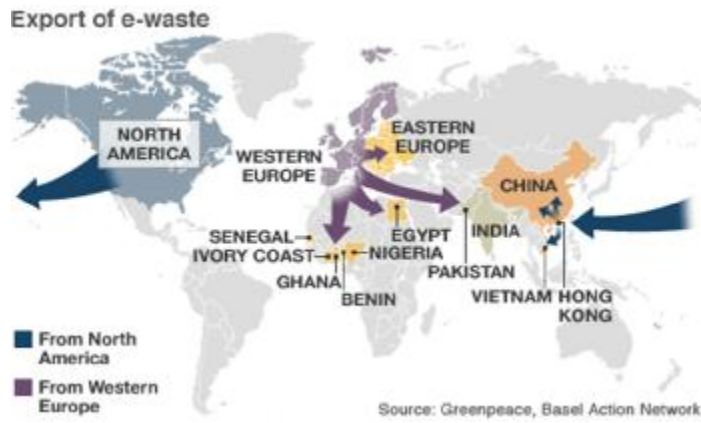 Export of e-waste
NORTH
AMERICA
WESTERN
EUROPE
EASTERN
EUROPE
CHINA
SENEGAL
IVORY COAST
GHANA
BENIN
EGYPT
NIGERIA
PAKISTAN
INDIA
VIETNAM
HONG
KONG
From North
America
From Western
Europe
Source: Greenpeace, Basel Action Network